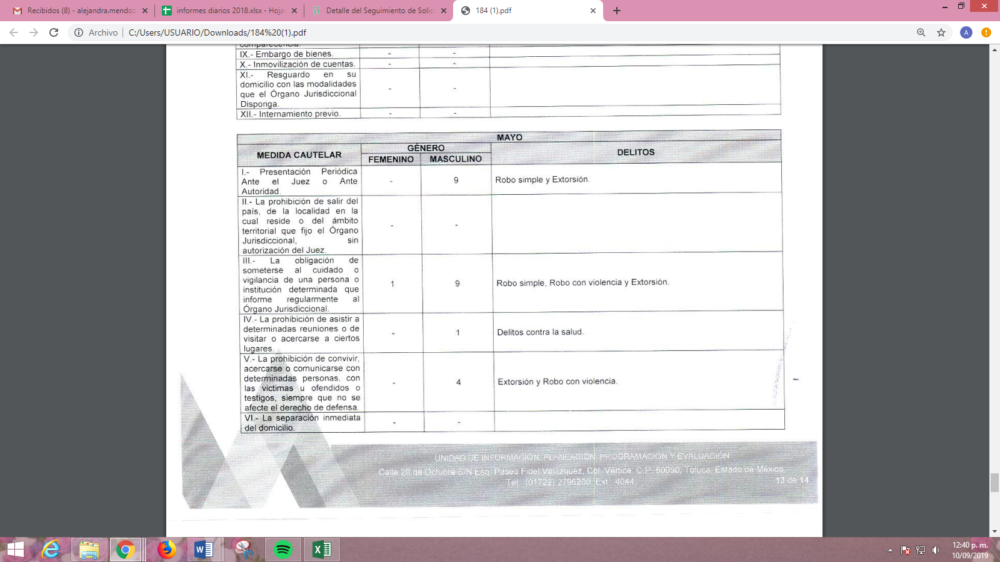 Recibidos (8) - alejandra.mendoz
informes diarios 2018.xlsx - Hoja
Detalle del Seguimiento de Solic
184 (1).pdf
Archivo
C:/Users/USUARIO/Downloads/184%20(1).pdf
A
comparecencia.
IX.- Embargo de bienes. - -
X.- Inmovilización de cuentas. - -
XI.- Resguardo en su
domicilio con las modalidades
que el Órgano Jurisdiccional
Disponga.
- -
XII.- Internamiento previo. - -
MAYO
MEDIDA CAUTELAR
GÉNERO
FEMENINO MASCULINO
DELITOS
I.- Presentación Periódica
Ante el Juez o Ante
Autoridad.
- 9 Robo simple y Extorsión.
II.- La prohibición de salir del
país, de la localidad en la
cual reside o del ámbito
territorial que fijo el Órgano
Jurisdiccional, sin
autorización del Juez.
- -
III.- La obligación de
someterse al cuidado o
vigilancia de una persona o
institución determinada que
informe regularmente al
Órgano Jurisdiccional.
1 9 Robo simple, Robo con violencia y Extorsión.
IV.- La prohibición de asistir a
determinadas reuniones o de
visitar o acercarse a ciertos
lugares.
- 1 Delitos contra la salud.
V.- La prohibición de convivir,
acercarse o comunicarse con
determinadas personas, con
las victimas u ofendidos o
testigos, siempre que no se
afecte el derecho de defensa.
- 4 Extorsión y Robo con violencia.
VI.- La separación inmediata
del domicilio.
- -
UNIDAD DE INFORMACIÓN, PLANEACIÓN, PROGRAMACIÓN Y EVALUACIÓN
Calle 28 de Octubre S/N Esq. Paseo Fidel Velázquez, Col. Vértice, C.P. 50090, Toluca, Estado de México.
Tel.: (01722) 2796200 Ext.: 4044
13 de 14
12:40 p. m.
10/09/2019